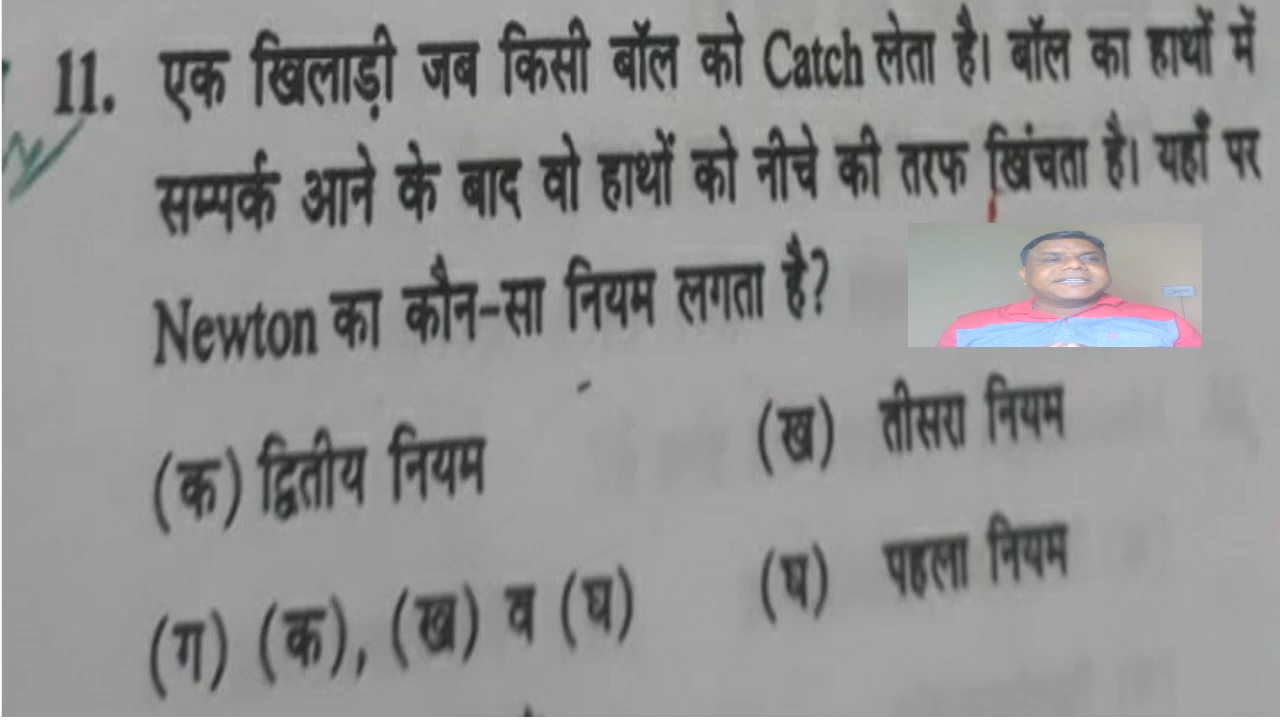 11. एक खिलाड़ी जब किसी बॉल को Catch लेता है। बॉल का हाथों में
सम्पर्क आने के बाद वो हाथों को नीचे की तरफ खिंचता है। यहाँ पर
Newton का कौन-सा नियम लगता है?
(क) द्वितीय नियम (ख) तीसरा नियम
(ग) (क), (ख) व (घ) (घ) पहला नियम